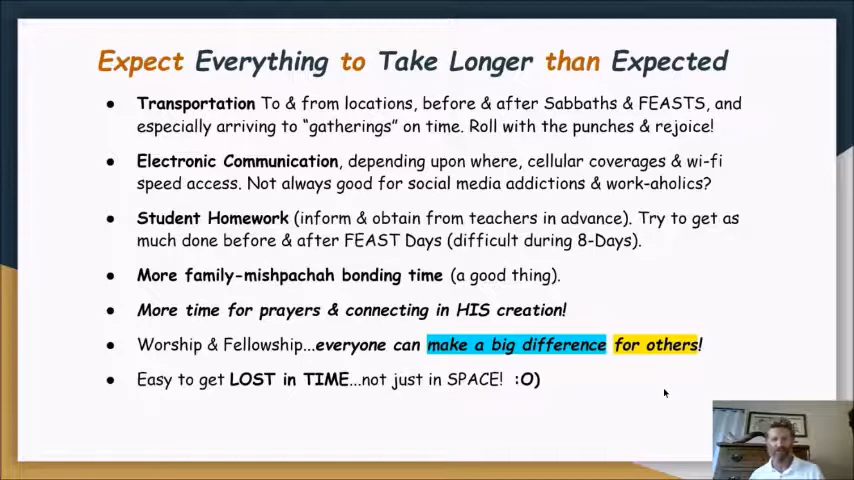 Expect Everything to Take Longer than Expected
● Transportation To & from locations, before & after Sabbaths & FEASTS, and
especially arriving to “gatherings” on time. Roll with the punches & rejoice!
● Electronic Communication, depending upon where, cellular coverages & wi-fi
speed access. Not always good for social media addictions & work-aholics?
● Student Homework (inform & obtain from teachers in advance). Try to get as
much done before & after FEAST Days (difficult during 8-Days).
● More family-mishpachah bonding time (a good thing).
● More time for prayers & connecting in HIS creation!
● Worship & Fellowship...everyone can make a big difference for others!
● Easy to get LOST in TIME...not just in SPACE! :O)